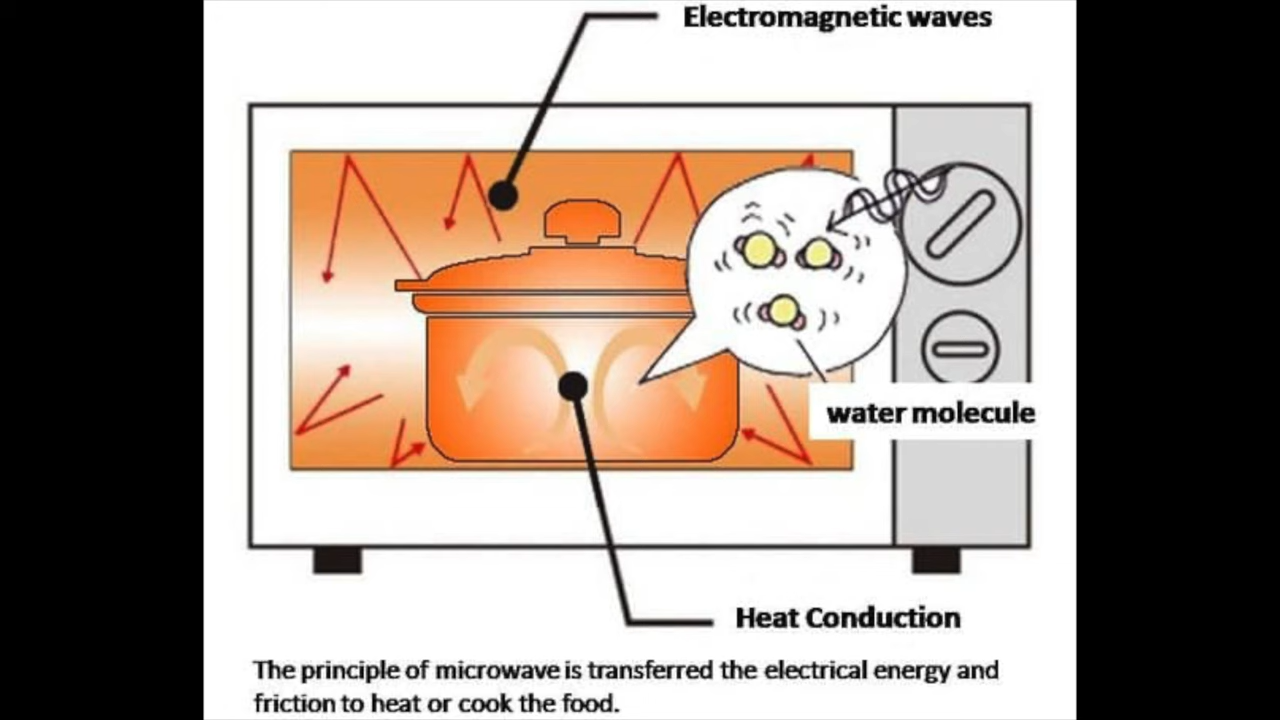 Electromagnetic waves
water molecule
Heat Conduction
The principle of microwave is transferred the electrical energy and
friction to heat or cook the food.